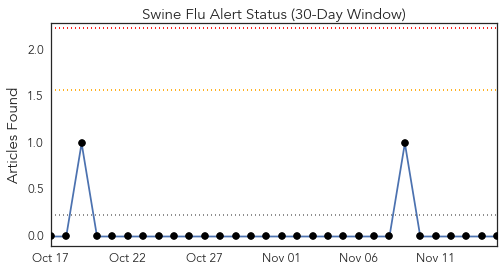 Swine Flu Alert Status (30-Day Window)
Articles Found
2.0
1.5
1.0
0.5
0.0
Oct 17 Oct 22 Oct 27 Nov 01 Nov 06 Nov 11